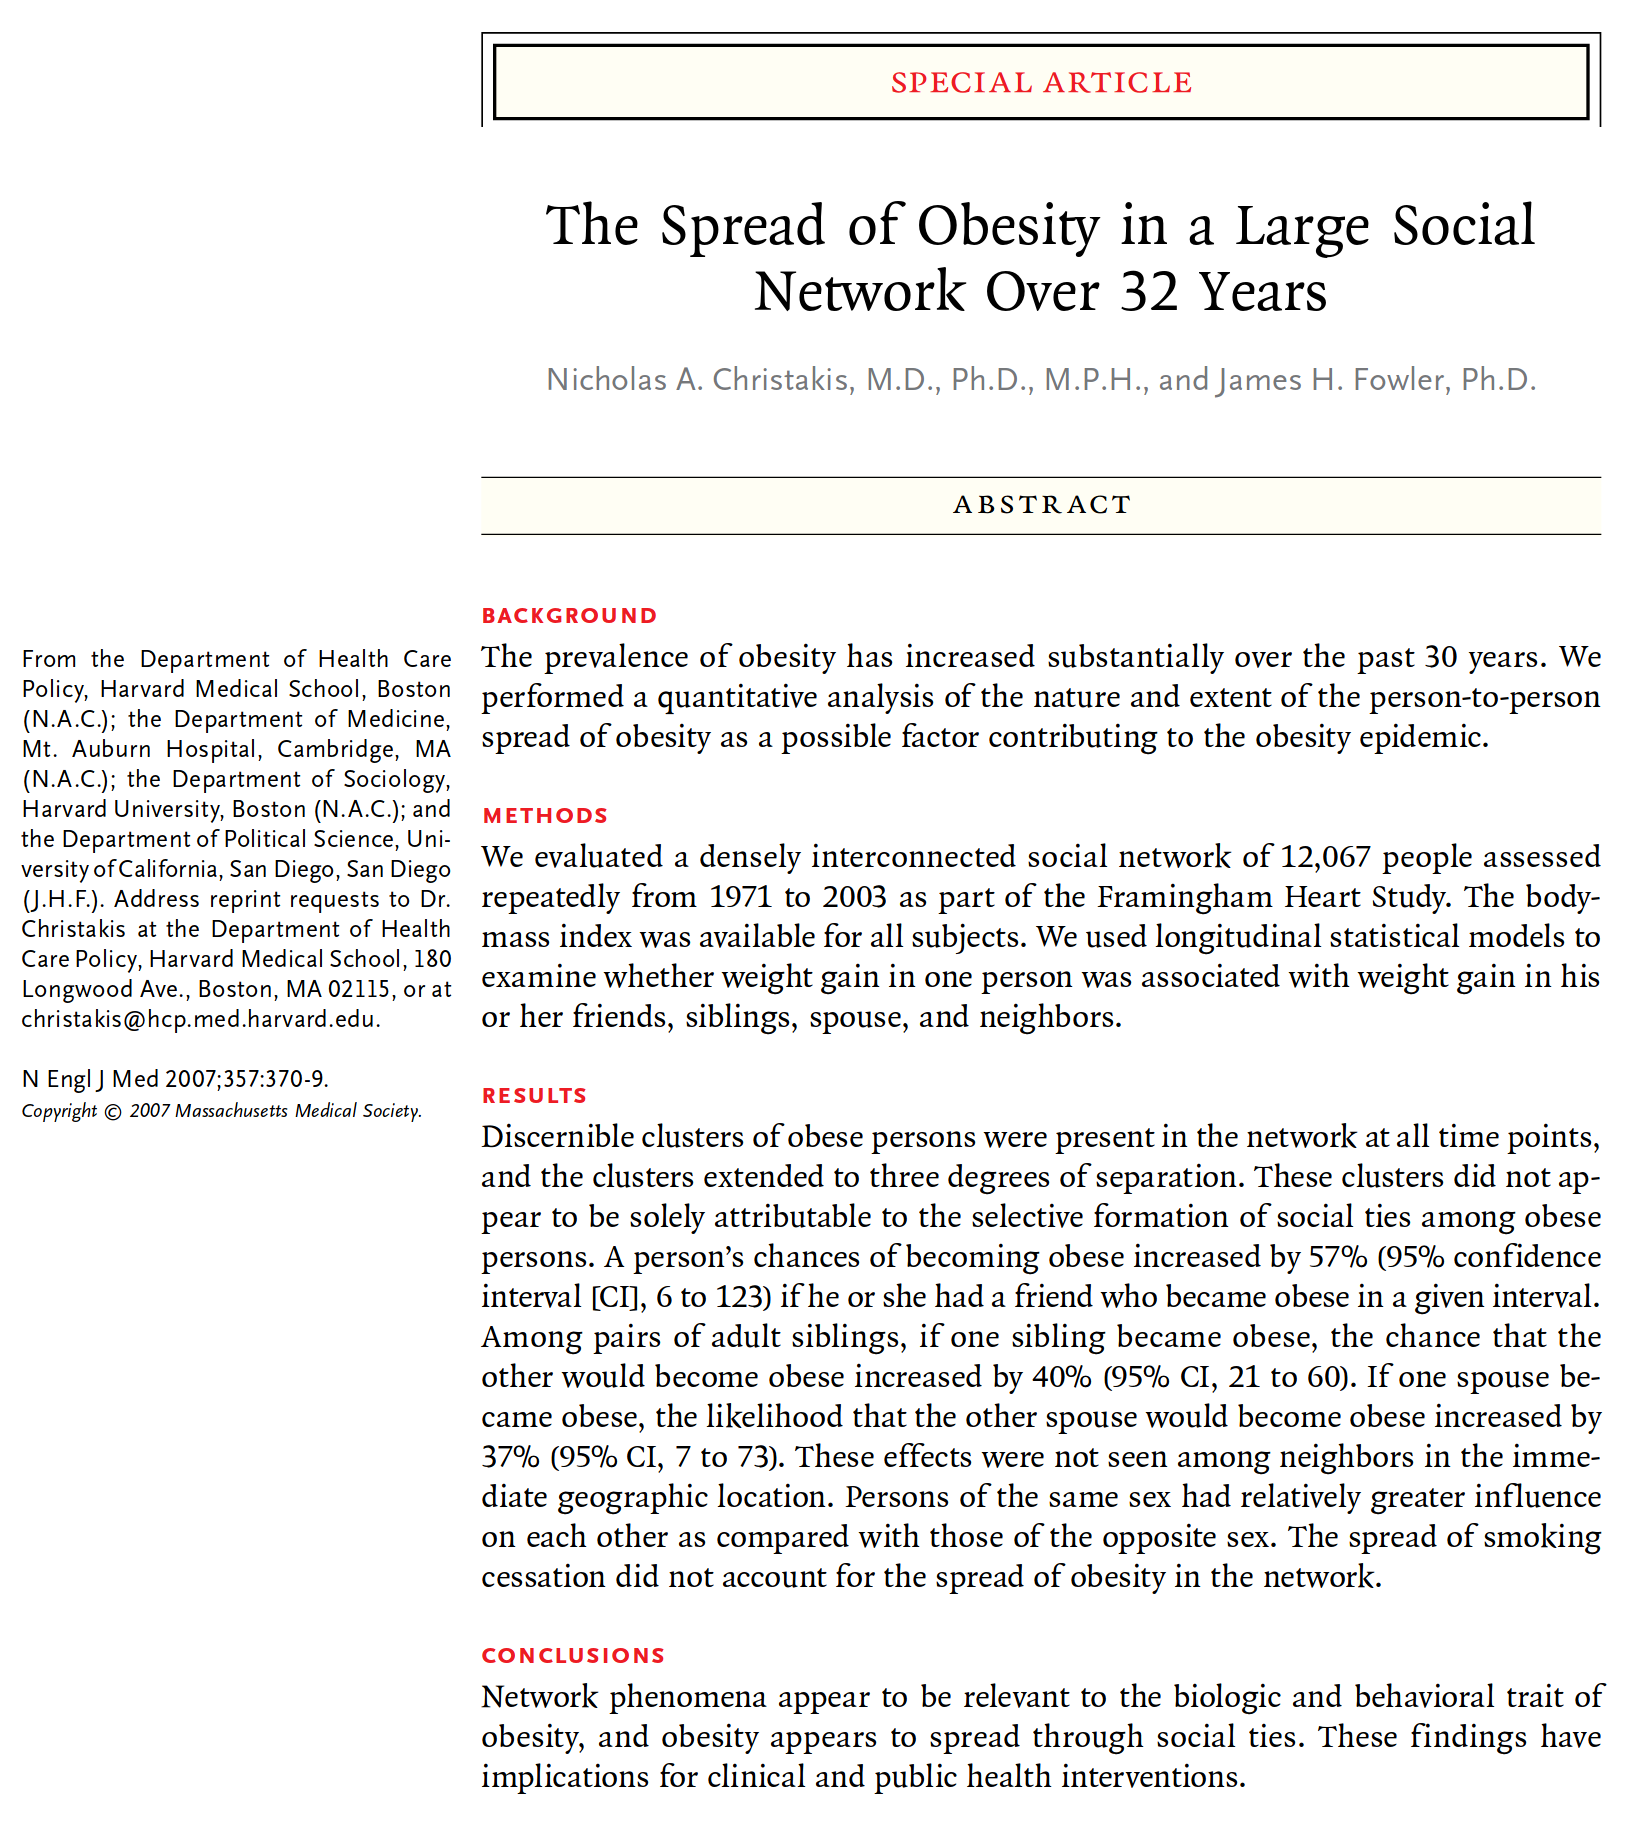 SPECIAL ARTICLE
The Spread of Obesity in a Large Social
Network Over 32 Years
Nicholas A. Christakis, M.D., Ph.D., M.P.H., and James H. Fowler, Ph.D.
ABSTRACT
From the Department of Health Care
Policy, Harvard Medical School, Boston
(N.A.C.); the Department of Medicine,
Mt. Auburn Hospital, Cambridge, MA
(N.A.C.); the Department of Sociology,
Harvard University, Boston (N.A.C.); and
the Department of Political Science, Uni-
versity of California, San Diego, San Diego
(J.H.F.). Address reprint requests to Dr.
Christakis at the Department of Health
Care Policy, Harvard Medical School, 180
Longwood Ave., Boston, MA 02115, or at
christakis@hcp.med.harvard.edu.
N Engl J Med 2007;357:370-9.
Copyright © 2007 Massachusetts Medical Society.
BACKGROUND
The prevalence of obesity has increased substantially over the past 30 years. We
performed a quantitative analysis of the nature and extent of the person-to-person
spread of obesity as a possible factor contributing to the obesity epidemic.
METHODS
We evaluated a densely interconnected social network of 12,067 people assessed
repeatedly from 1971 to 2003 as part of the Framingham Heart Study. The body-
mass index was available for all subjects. We used longitudinal statistical models to
examine whether weight gain in one person was associated with weight gain in his
or her friends, siblings, spouse, and neighbors.
RESULTS
Discernible clusters of obese persons were present in the network at all time points,
and the clusters extended to three degrees of separation. These clusters did not ap-
pear to be solely attributable to the selective formation of social ties among obese
persons. A person’s chances of becoming obese increased by 57% (95% confidence
interval [CI], 6 to 123) if he or she had a friend who became obese in a given interval.
Among pairs of adult siblings, if one sibling became obese, the chance that the
other would become obese increased by 40% (95% CI, 21 to 60). If one spouse be-
came obese, the likelihood that the other spouse would become obese increased by
37% (95% CI, 7 to 73). These effects were not seen among neighbors in the imme-
diate geographic location. Persons of the same sex had relatively greater influence
on each other as compared with those of the opposite sex. The spread of smoking
cessation did not account for the spread of obesity in the network.
CONCLUSIONS
Network phenomena appear to be relevant to the biologic and behavioral trait of
obesity, and obesity appears to spread through social ties. These findings have
implications for clinical and public health interventions.